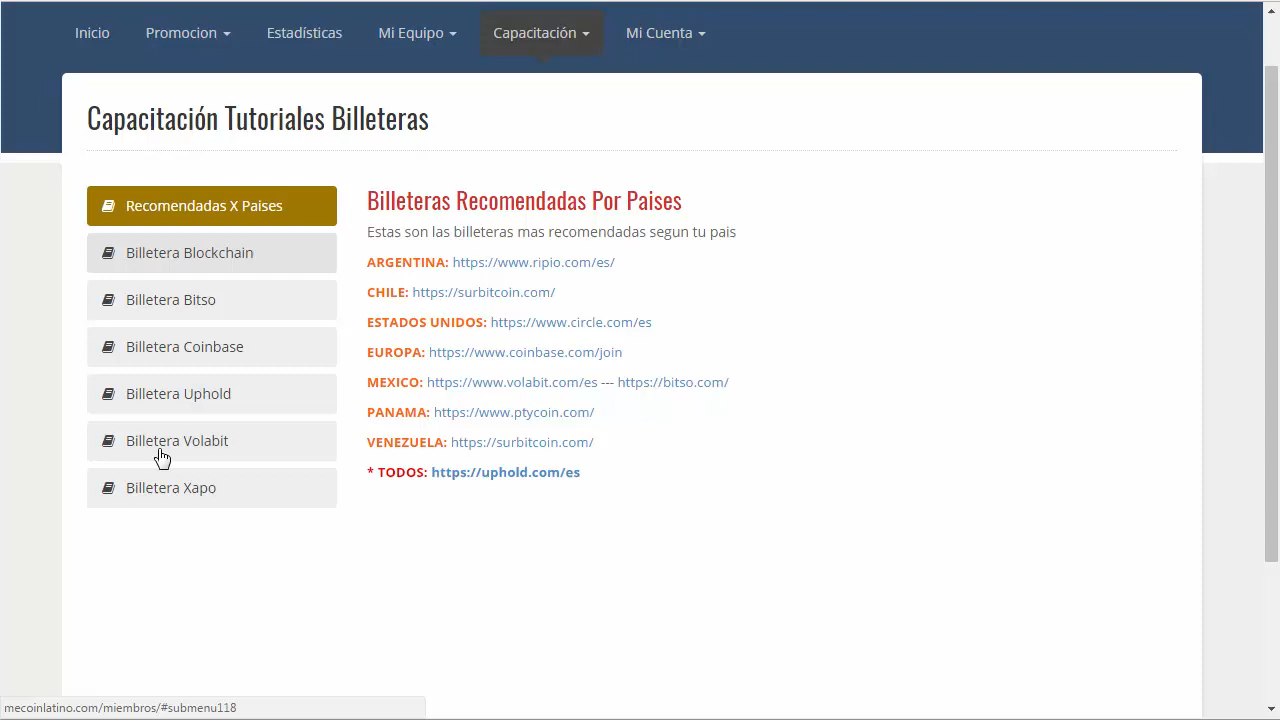 Inicio Promocion Estadísticas Mi Equipo Capacitación Mi Cuenta
Capacitación Tutoriales Billeteras
Recomendadas X Paises
Billetera Blockchain
Billetera Bitso
Billetera Coinbase
Billetera Uphold
Billetera Volabit
Billetera Xapo
Billeteras Recomendadas Por Paises
Estas son las billeteras mas recomendadas segun tu pais
ARGENTINA: https://www.ripio.com/es/
CHILE: https://surbitcoin.com/
ESTADOS UNIDOS: https://www.circle.com/es
EUROPA: https://www.coinbase.com/join
MEXICO: https://www.volabit.com/es --- https://bitso.com/
PANAMA: https://www.ptycoin.com/
VENEZUELA: https://surbitcoin.com/
* TODOS: https://uphold.com/es
mecoinlatino.com/miembros/#submenu118